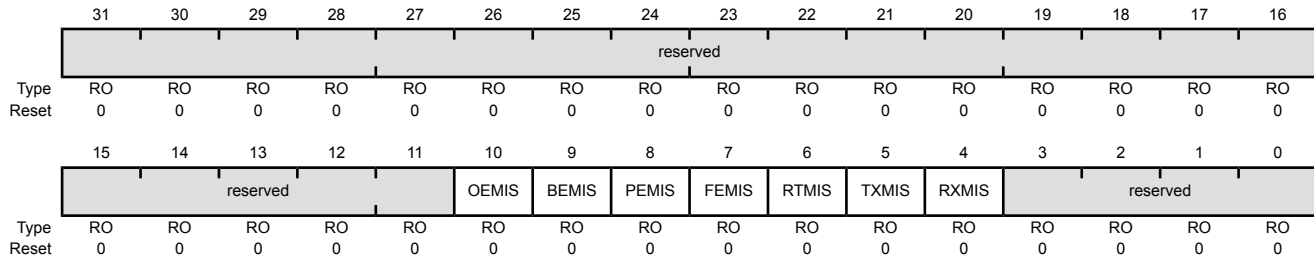 31 30 29 28 27 26 25 24 23 22 21 20 19 18 17 16
reserved
Type RO RO RO RO RO RO RO RO RO RO RO RO RO RO RO RO
Reset 0 0 0 0 0 0 0 0 0 0 0 0 0 0 0 0
15 14 13 12 11 10 9 8 7 6 5 4 3 2 1 0
reserved OEMIS BEMIS PEMIS FEMIS RTMIS TXMIS RXMIS reserved
Type RO RO RO RO RO RO RO RO RO RO RO RO RO RO RO RO
Reset 0 0 0 0 0 0 0 0 0 0 0 0 0 0 0 0